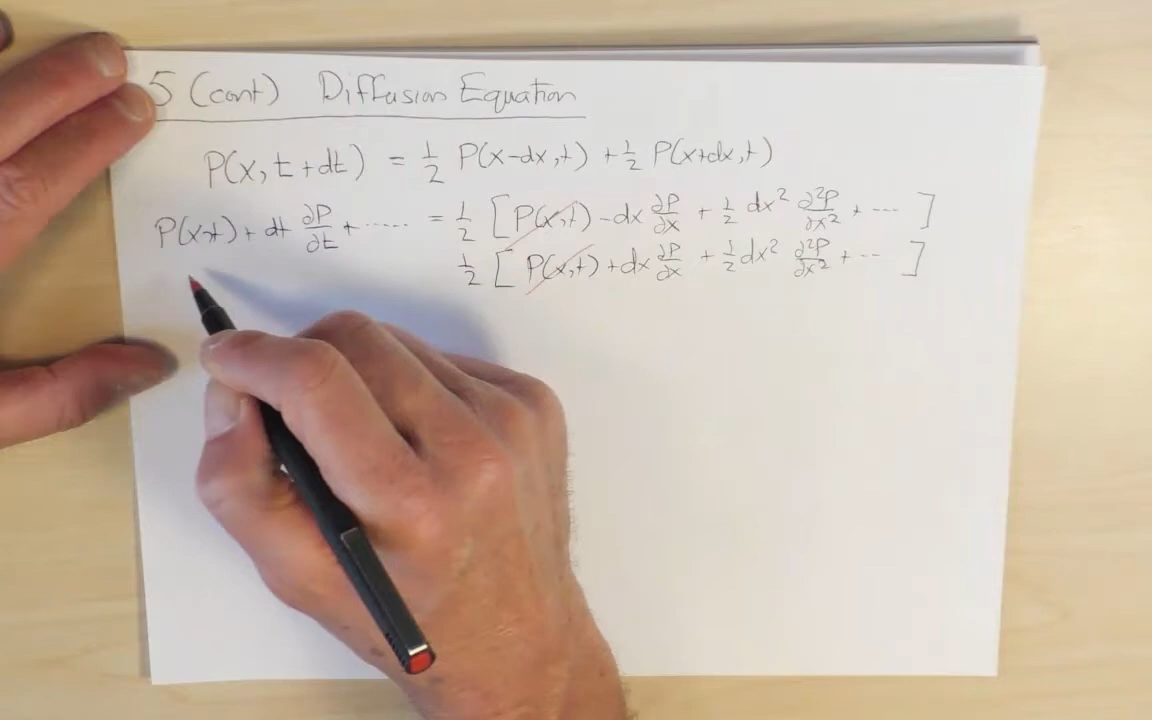 5 (cont) Diffusion Equation
P(x, t + dt) = 1/2 P(x-dx, t) + 1/2 P(x+dx, t)
P(x,t) + dt ∂P/∂t + ...... = 1/2 [ P(x,t) - dx ∂P/∂x + 1/2 dx² ∂²P/∂x² + --- ]
1/2 [ P(x,t) + dx ∂P/∂x + 1/2 dx² ∂²P/∂x² + -- ]